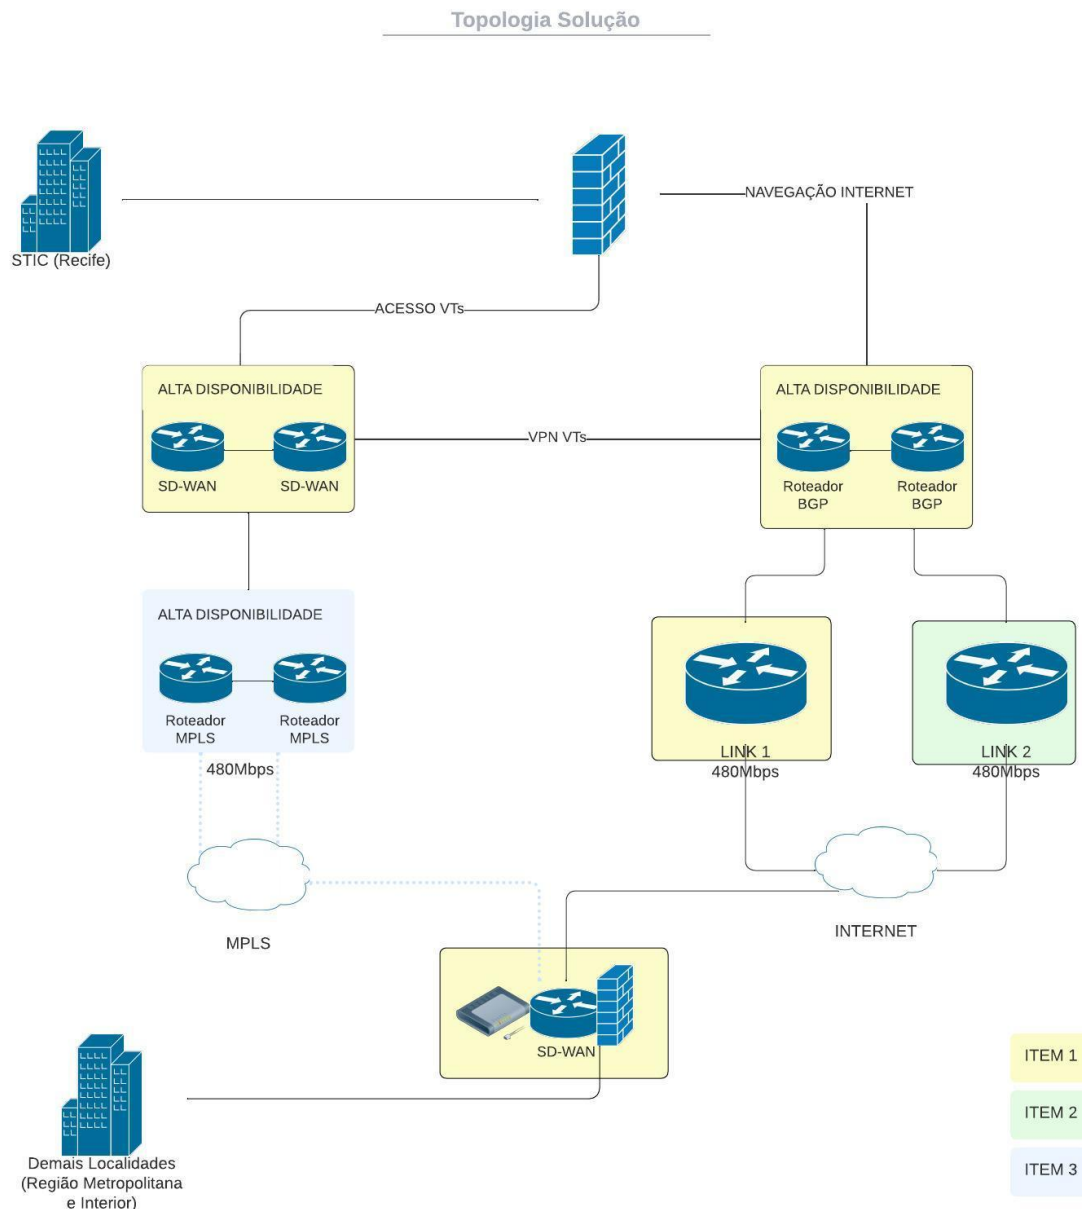 Topologia Solução
NAVEGAÇÃO INTERNET
STIC (Recife)
ACESSO VTs
ALTA DISPONIBILIDADE
SD-WAN
SD-WAN
VPN VTs
ALTA DISPONIBILIDADE
Roteador
BGP
Roteador
BGP
ALTA DISPONIBILIDADE
Roteador
MPLS
Roteador
MPLS
480Mbps
LINK 1
480Mbps
LINK 2
480Mbps
MPLS
INTERNET
SD-WAN
Demais Localidades
(Região Metropolitana
e Interior)
ITEM 1
ITEM 2
ITEM 3